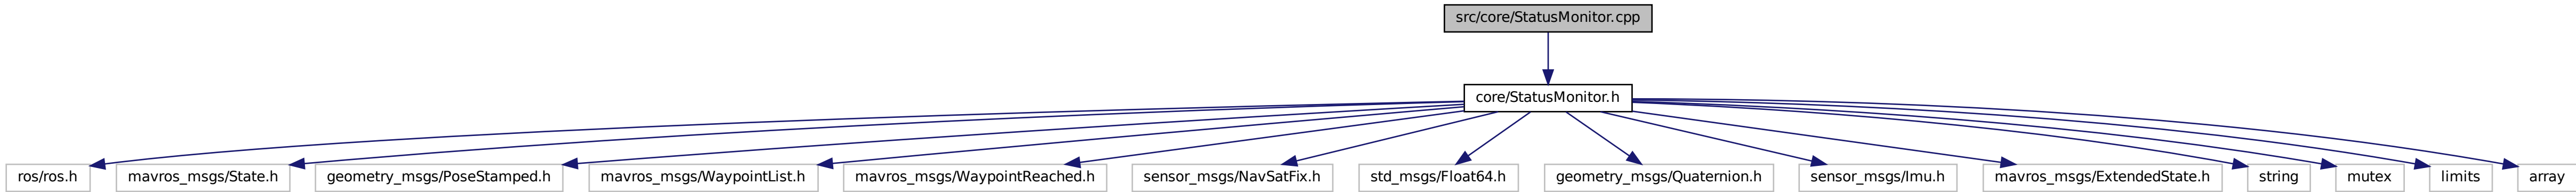 src/core/StatusMonitor.cpp
core/StatusMonitor.h
ros/ros.h
mavros_msgs/State.h
geometry_msgs/PoseStamped.h
mavros_msgs/WaypointList.h
mavros_msgs/WaypointReached.h
sensor_msgs/NavSatFix.h
std_msgs/Float64.h
geometry_msgs/Quaternion.h
sensor_msgs/Imu.h
mavros_msgs/ExtendedState.h
string
mutex
limits
array